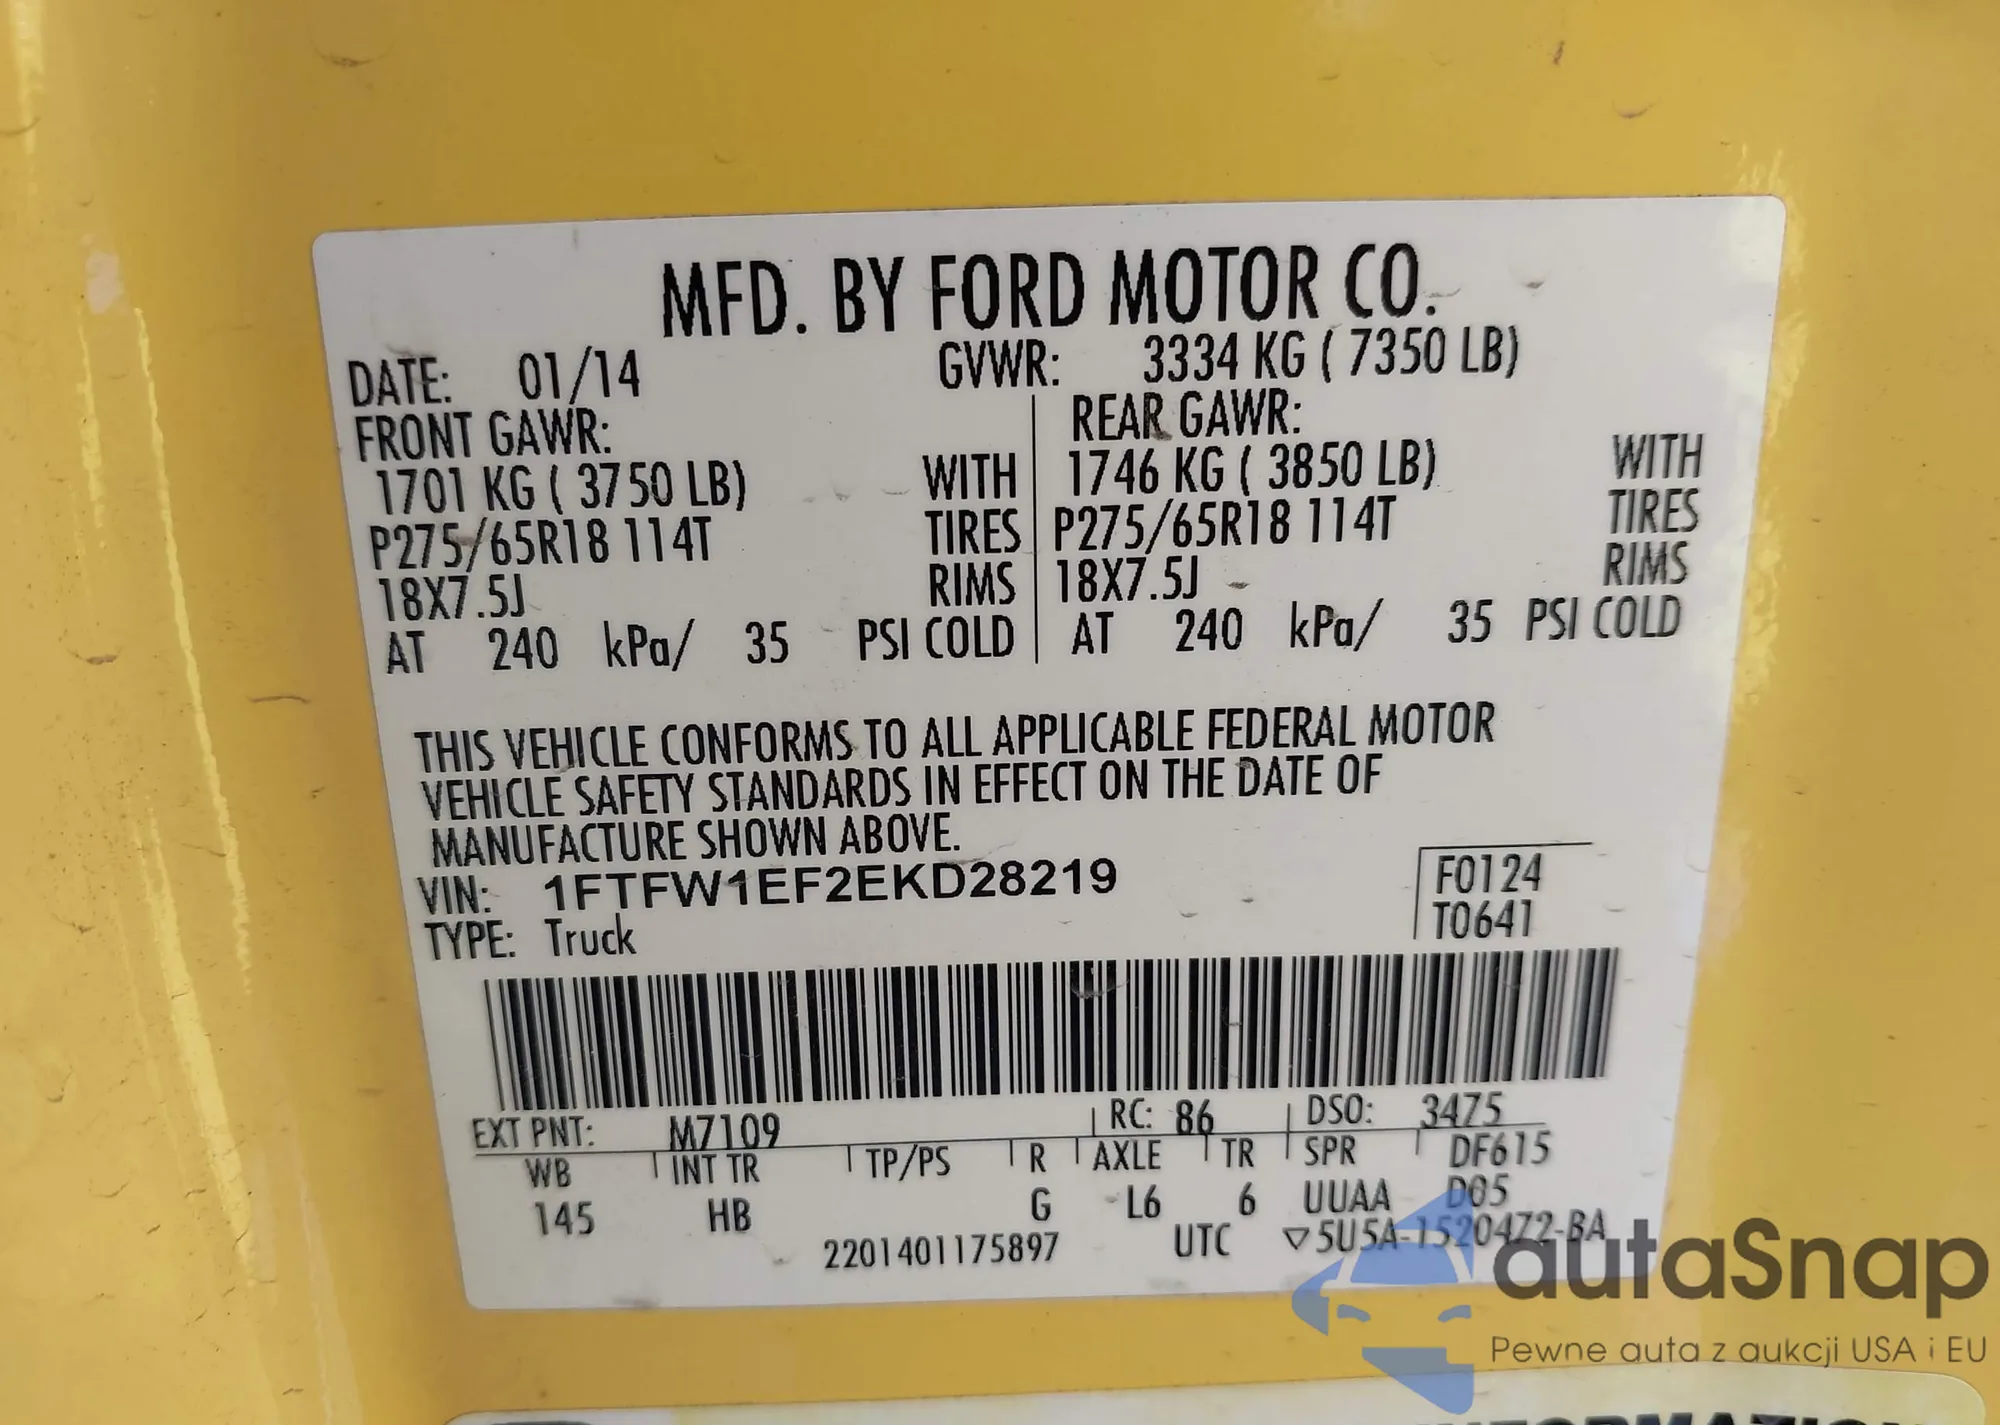 MFD. BY FORD MOTOR CO.
DATE: 01/14 GVWR: 3334 KG ( 7350 LB)
FRONT GAWR: REAR GAWR:
1701 KG ( 3750 LB) WITH 1746 KG ( 3850 LB) WITH
P275/65R18 114T TIRES P275/65R18 114T TIRES
18X7.5J RIMS 18X7.5J RIMS
AT 240 kPa/ 35 PSI COLD AT 240 kPa/ 35 PSI COLD
THIS VEHICLE CONFORMS TO ALL APPLICABLE FEDERAL MOTOR
VEHICLE SAFETY STANDARDS IN EFFECT ON THE DATE OF
MANUFACTURE SHOWN ABOVE.
VIN: 1FTFW1EF2EKD28219 F0124
TYPE: Truck T0641
EXT PNT: M7109 RC: 86 DSO: 3475
WB INT TR TP/PS R AXLE TR SPR DF615
145 HB G L6 6 UUAA D05
2201401175897 UTC ▽5U5A-1520472-BA
autaSnap
Pewne auta z aukcji USA i EU